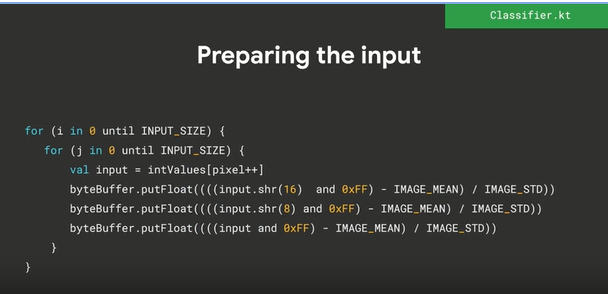 Classifier.kt
Preparing the input
for (i in 0 until INPUT_SIZE) {
for (j in 0 until INPUT_SIZE) {
val input = intValues[pixel++]
byteBuffer.putFloat((((input.shr(16)  and 0xFF) - IMAGE_MEAN) / IMAGE_STD))
byteBuffer.putFloat((((input.shr(8) and 0xFF) - IMAGE_MEAN) / IMAGE_STD))
byteBuffer.putFloat((((input and 0xFF) - IMAGE_MEAN) / IMAGE_STD))
}
}